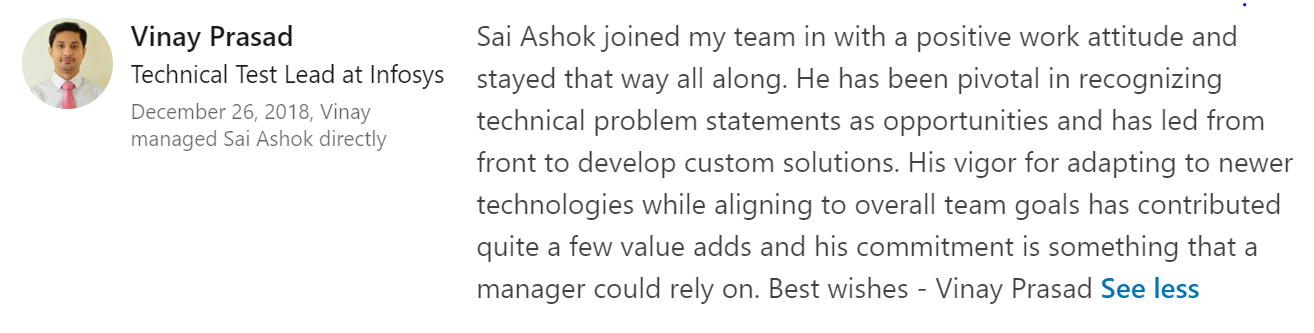 Vinay Prasad
Technical Test Lead at Infosys
December 26, 2018, Vinay
managed Sai Ashok directly
Sai Ashok joined my team in with a positive work attitude and
stayed that way all along. He has been pivotal in recognizing
technical problem statements as opportunities and has led from
front to develop custom solutions. His vigor for adapting to newer
technologies while aligning to overall team goals has contributed
quite a few value adds and his commitment is something that a
manager could rely on. Best wishes - Vinay Prasad See less